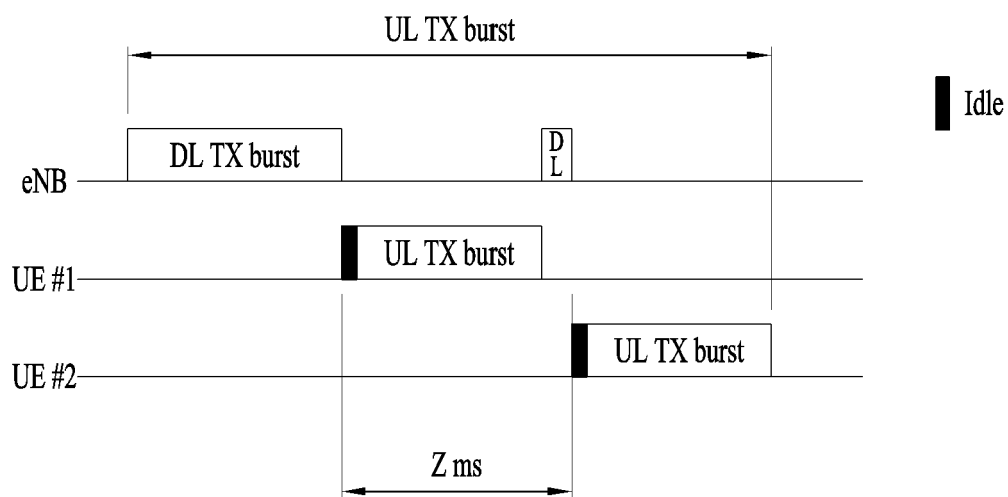 UL TX burst
Idle
DL TX burst
D
L
eNB
UL TX burst
UE #1
UL TX burst
UE #2
Z ms